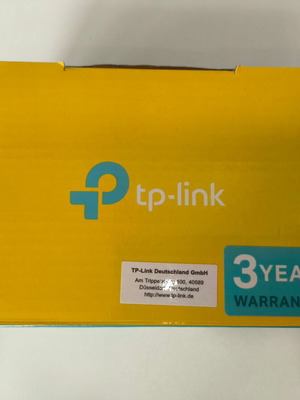 tp-link
3 YEA
WARRAN
TP-Link Deutschland GmbH
Am 100, 40589
Deutschland
http://www.tp-link.de